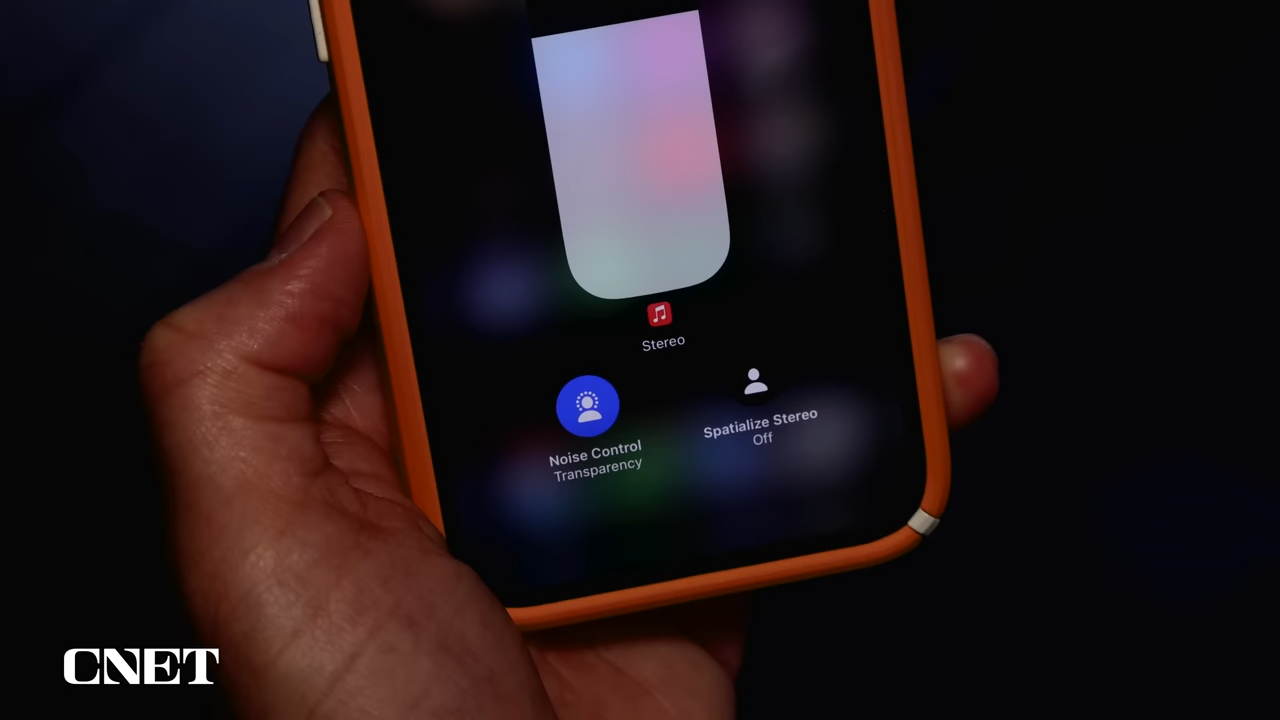 Stereo
Noise Control
Transparency
Spatialize Stereo
Off
CNET